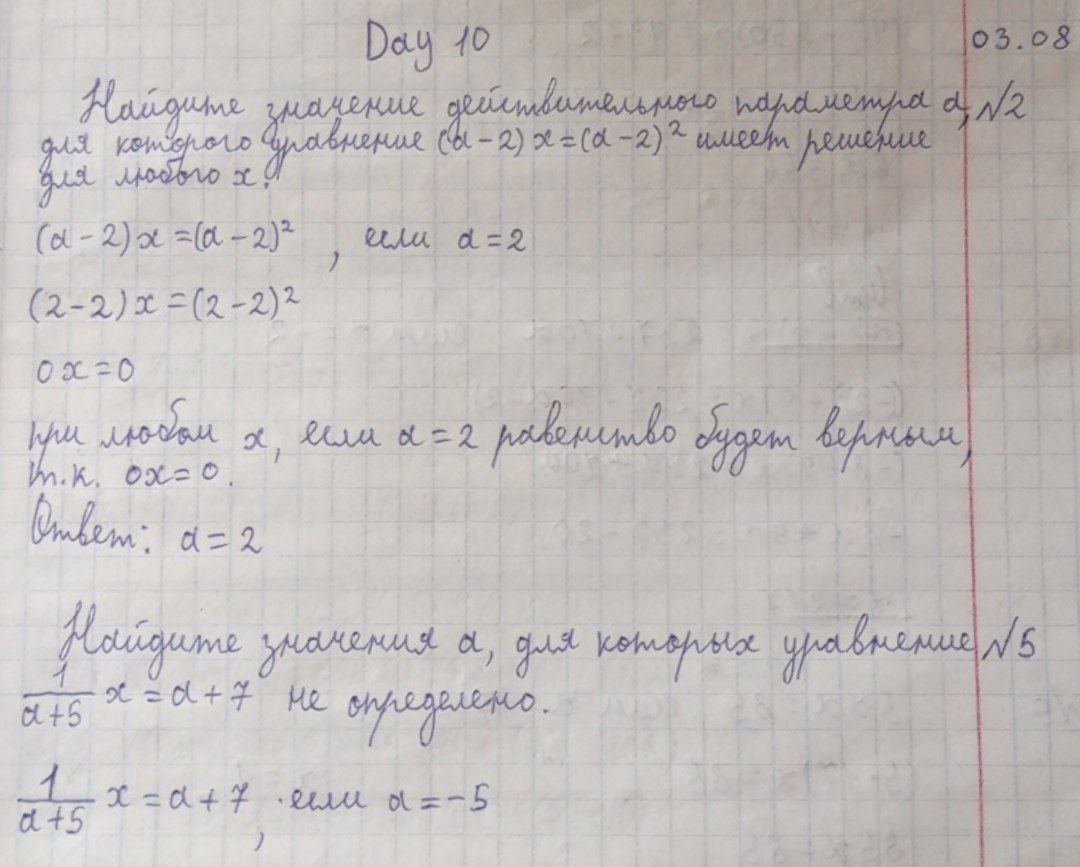 Day 10
03.08
Найдите значение действительного параметра а, №2
для которого уравнение (а-2)x=(а-2)² имеет решение
для любого x.
(а-2)x=(а-2)², если а=2
(2-2)x=(2-2)²
0x=0
при любом x, если а=2 равенство будет верным,
т.к. 0x=0.
Ответ: а=2
Найдите значения а, для которых уравнение №5
1/(а+5) x=а+7 не определено.
1/(а+5) x=а+7, если а=-5